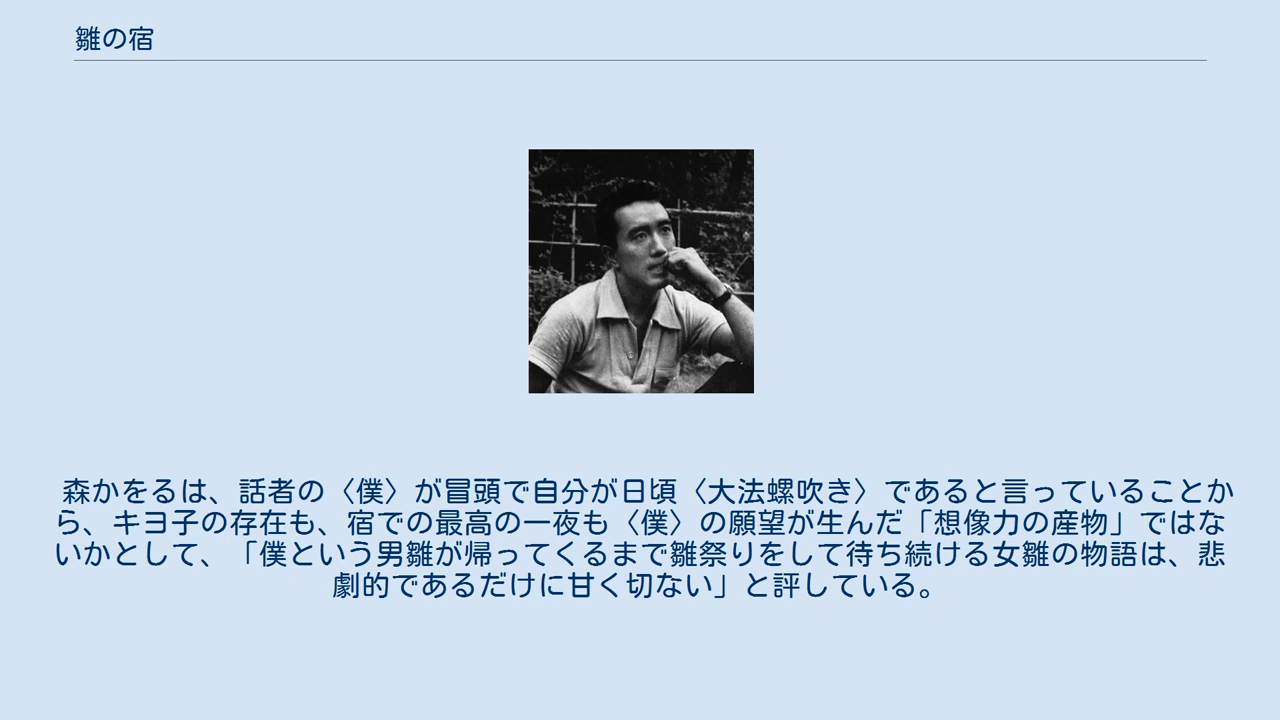 雛の宿
森かをるは、話者の〈僕〉が冒頭で自分が日頃〈大法螺吹き〉であると言っていることか
ら、キヨ子の存在も、宿での最高の一夜も〈僕〉の願望が生んだ「想像力の産物」ではな
いかとして、「僕という男雛が帰ってくるまで雛祭りをして待ち続ける女雛の物語は、悲
劇的であるだけに甘く切ない」と評している。